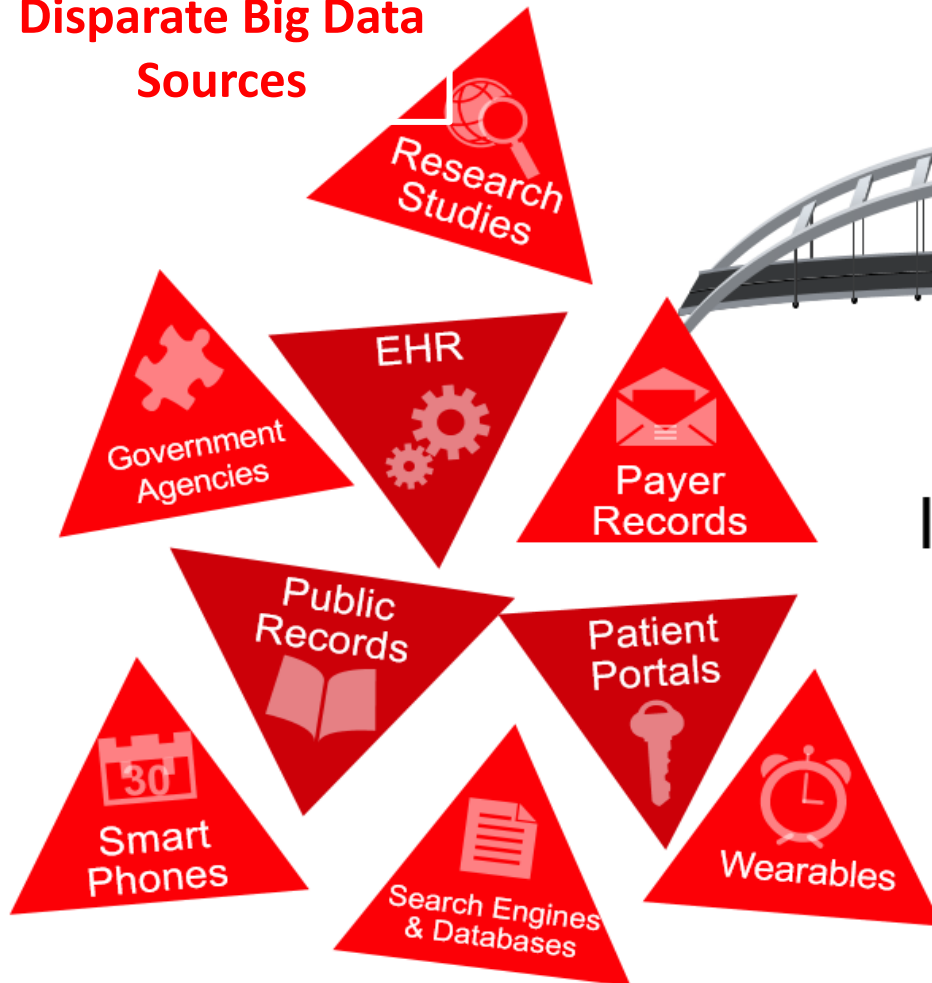 Disparate Big Data
Sources
Research
Studies
EHR
Government
Agencies
Payer
Records
Public
Records
Patient
Portals
30
Smart
Phones
Search Engines
& Databases
Wearables